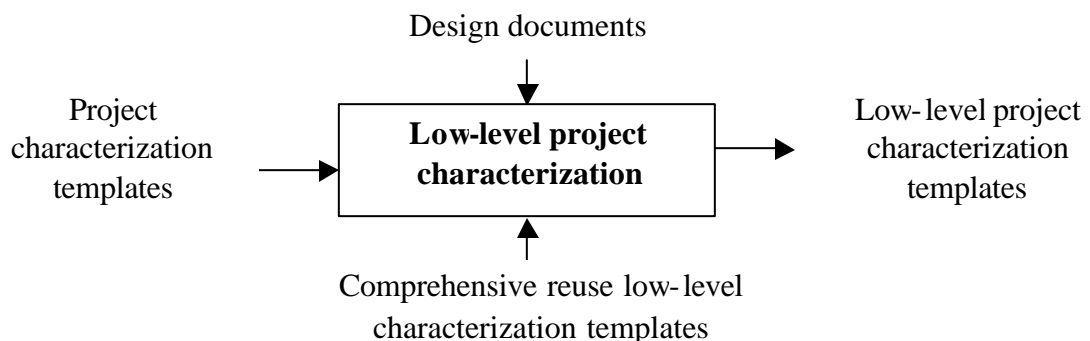 Design documents
Project
characterization
templates
Low-level project
characterization
Low-level project
characterization
templates
Comprehensive reuse low-level
characterization templates